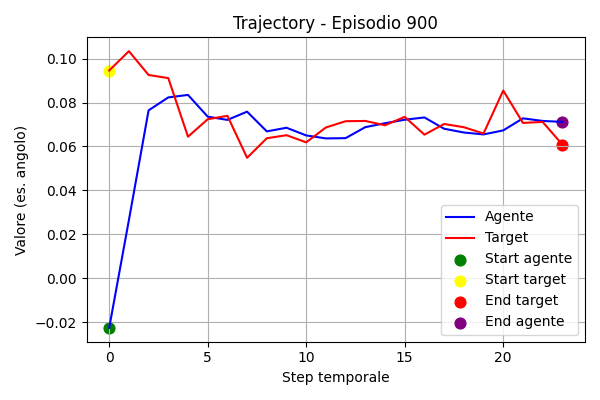 Trajectory - Episodio 900
Valore (es. angolo)
0.10
0.08
0.06
0.04
0.02
0.00
−0.02
0
5
10
15
20
Step temporale
Agente
Target
Start agente
Start target
End target
End agente